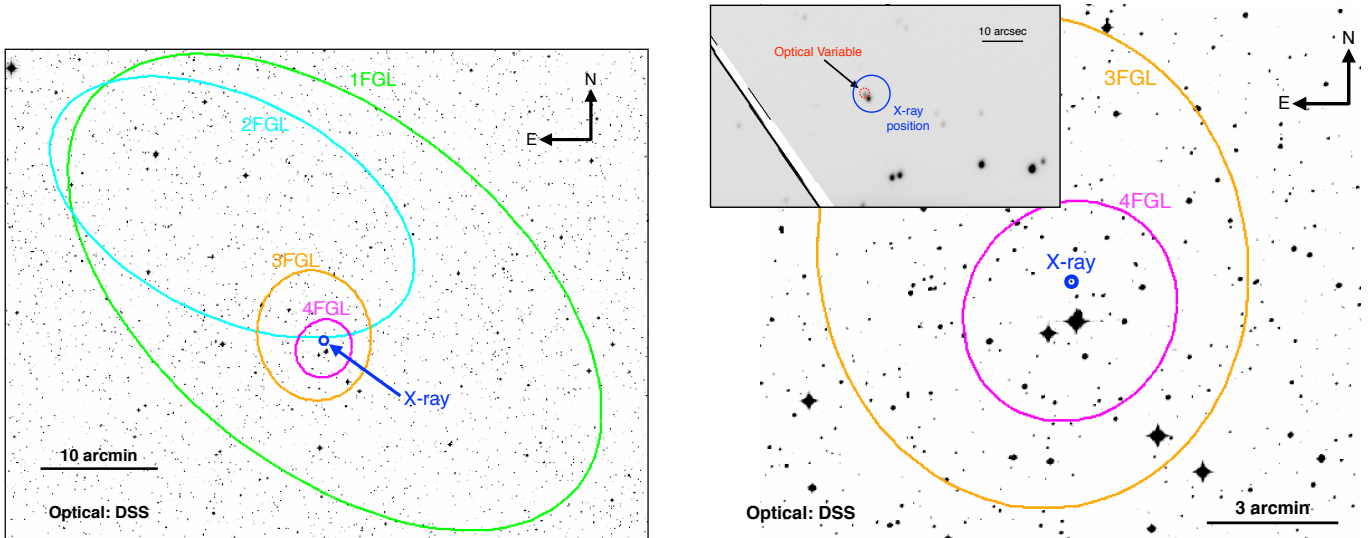 1FGL
2FGL
N
E
3FGL
4FGL
X-ray
10 arcmin
Optical: DSS
10 arcsec
Optical Variable
X-ray
position
3FGL
N
E
4FGL
X-ray
Optical: DSS
3 arcmin